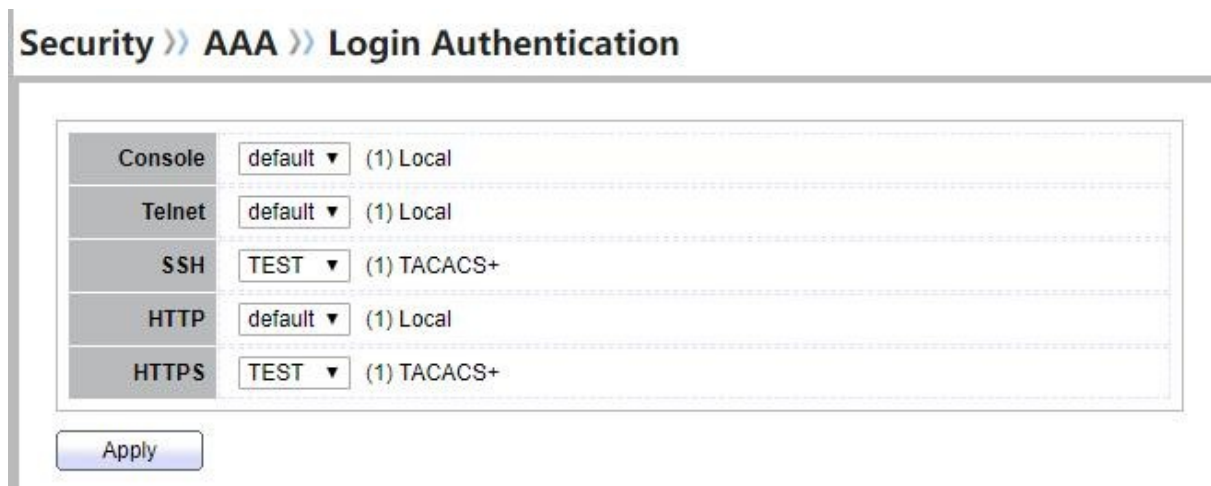 Security » AAA » Login Authentication
Console default ▼ (1) Local
Telnet default ▼ (1) Local
SSH TEST ▼ (1) TACACS+
HTTP default ▼ (1) Local
HTTPS TEST ▼ (1) TACACS+
Apply